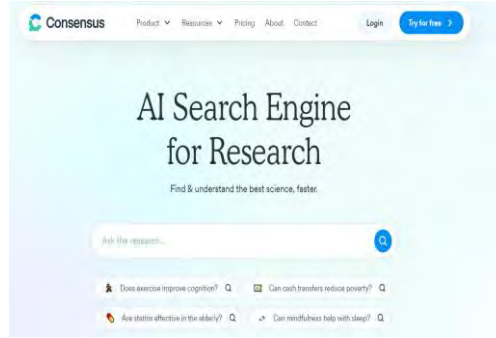 Consensus
Product Resources Pricing About Contact Login Try for free
AI Search Engine
for Research
Find & understand the best science, faster.
Ask the research...
Does exercise improve cognition? Can cash transfers reduce poverty?
Are statins effective in the elderly? Can mindfulness help with sleep?